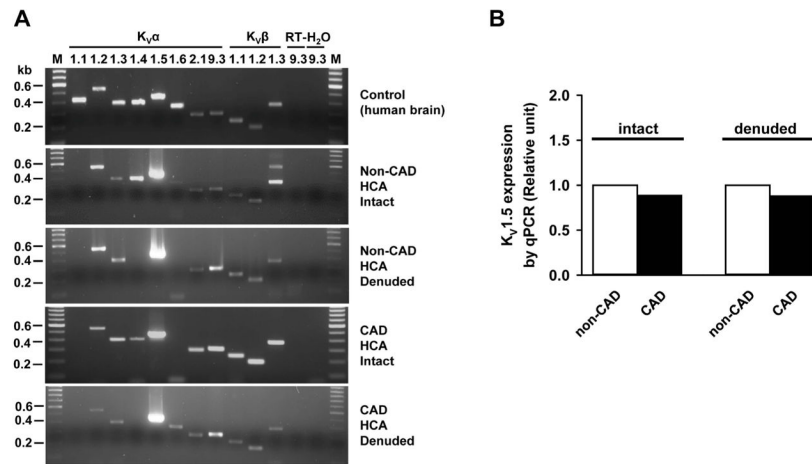 A
K_Vα K_Vβ RT- H₂O
M 1.1 1.2 1.3 1.4 1.5 1.6 2.1 9.3 1.1 1.2 1.3 9.3 9.3 M
kb
0.6
0.4
0.2
Control
(human brain)
0.6
0.4
0.2
Non-CAD
HCA
Intact
0.6
0.4
0.2
Non-CAD
HCA
Denuded
0.6
0.4
0.2
CAD
HCA
Intact
0.6
0.4
0.2
CAD
HCA
Denuded
B
K_V1.5 expression
by qPCR (Relative unit)
2.0
1.5
1.0
0.5
0.0
intact denuded
non-CAD CAD non-CAD CAD